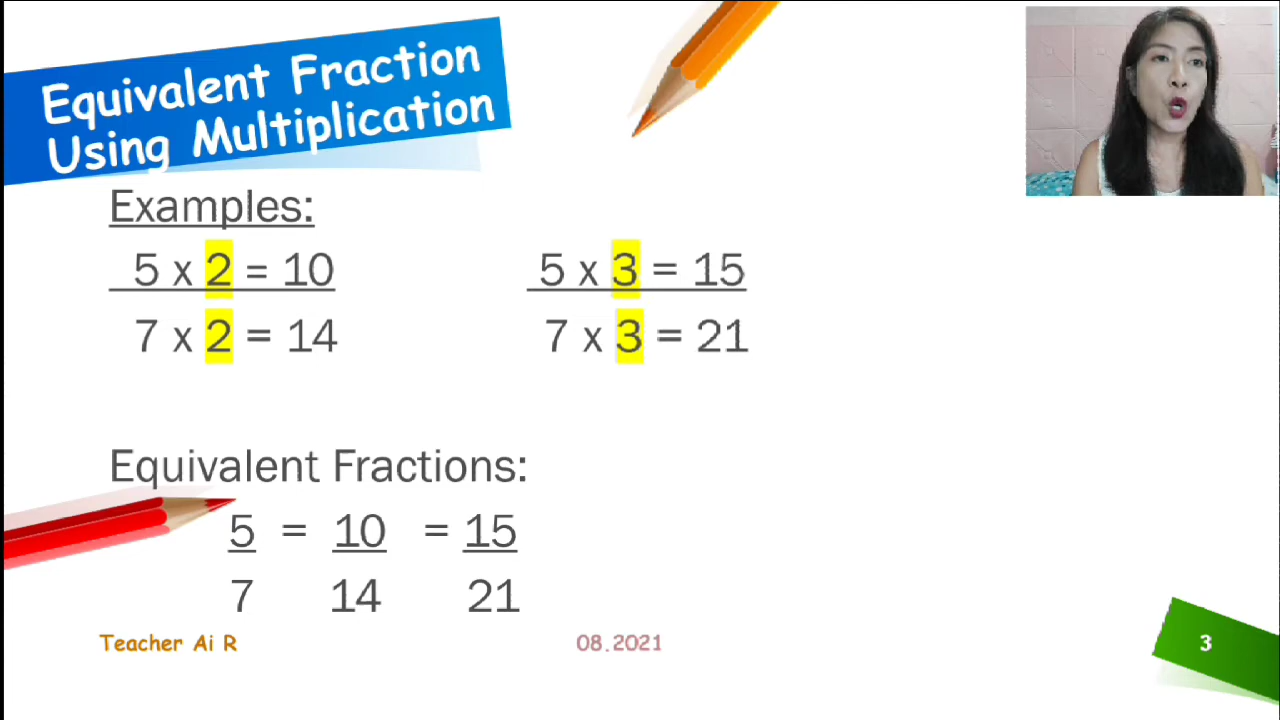 Equivalent Fraction
Using Multiplication
Examples:
5 x 2 = 10
7 x 2 = 14
5 x 3 = 15
7 x 3 = 21
Equivalent Fractions:
5 = 10 = 15
7 14 21
Teacher Ai R
08.2021
3